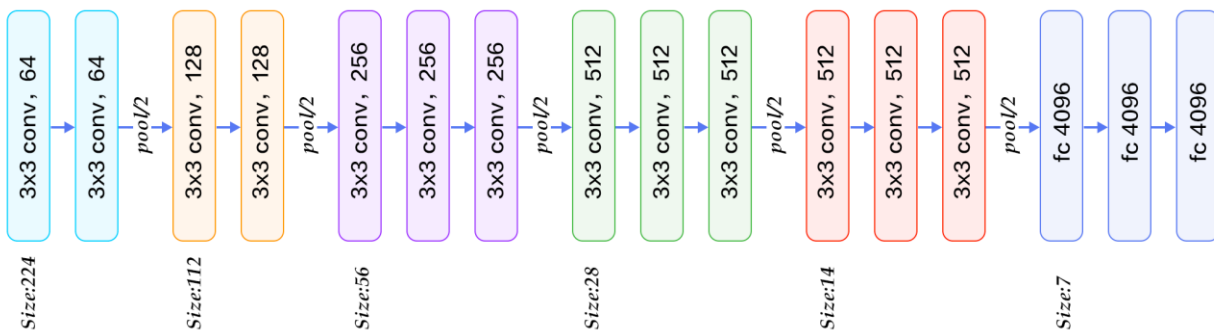 3x3 conv, 64
3x3 conv, 64
pool/2
3x3 conv, 128
3x3 conv, 128
pool/2
3x3 conv, 256
3x3 conv, 256
3x3 conv, 256
pool/2
3x3 conv, 512
3x3 conv, 512
3x3 conv, 512
pool/2
3x3 conv, 512
3x3 conv, 512
3x3 conv, 512
pool/2
fc 4096
fc 4096
fc 4096
Size:224
Size:112
Size:56
Size:28
Size:14
Size:7